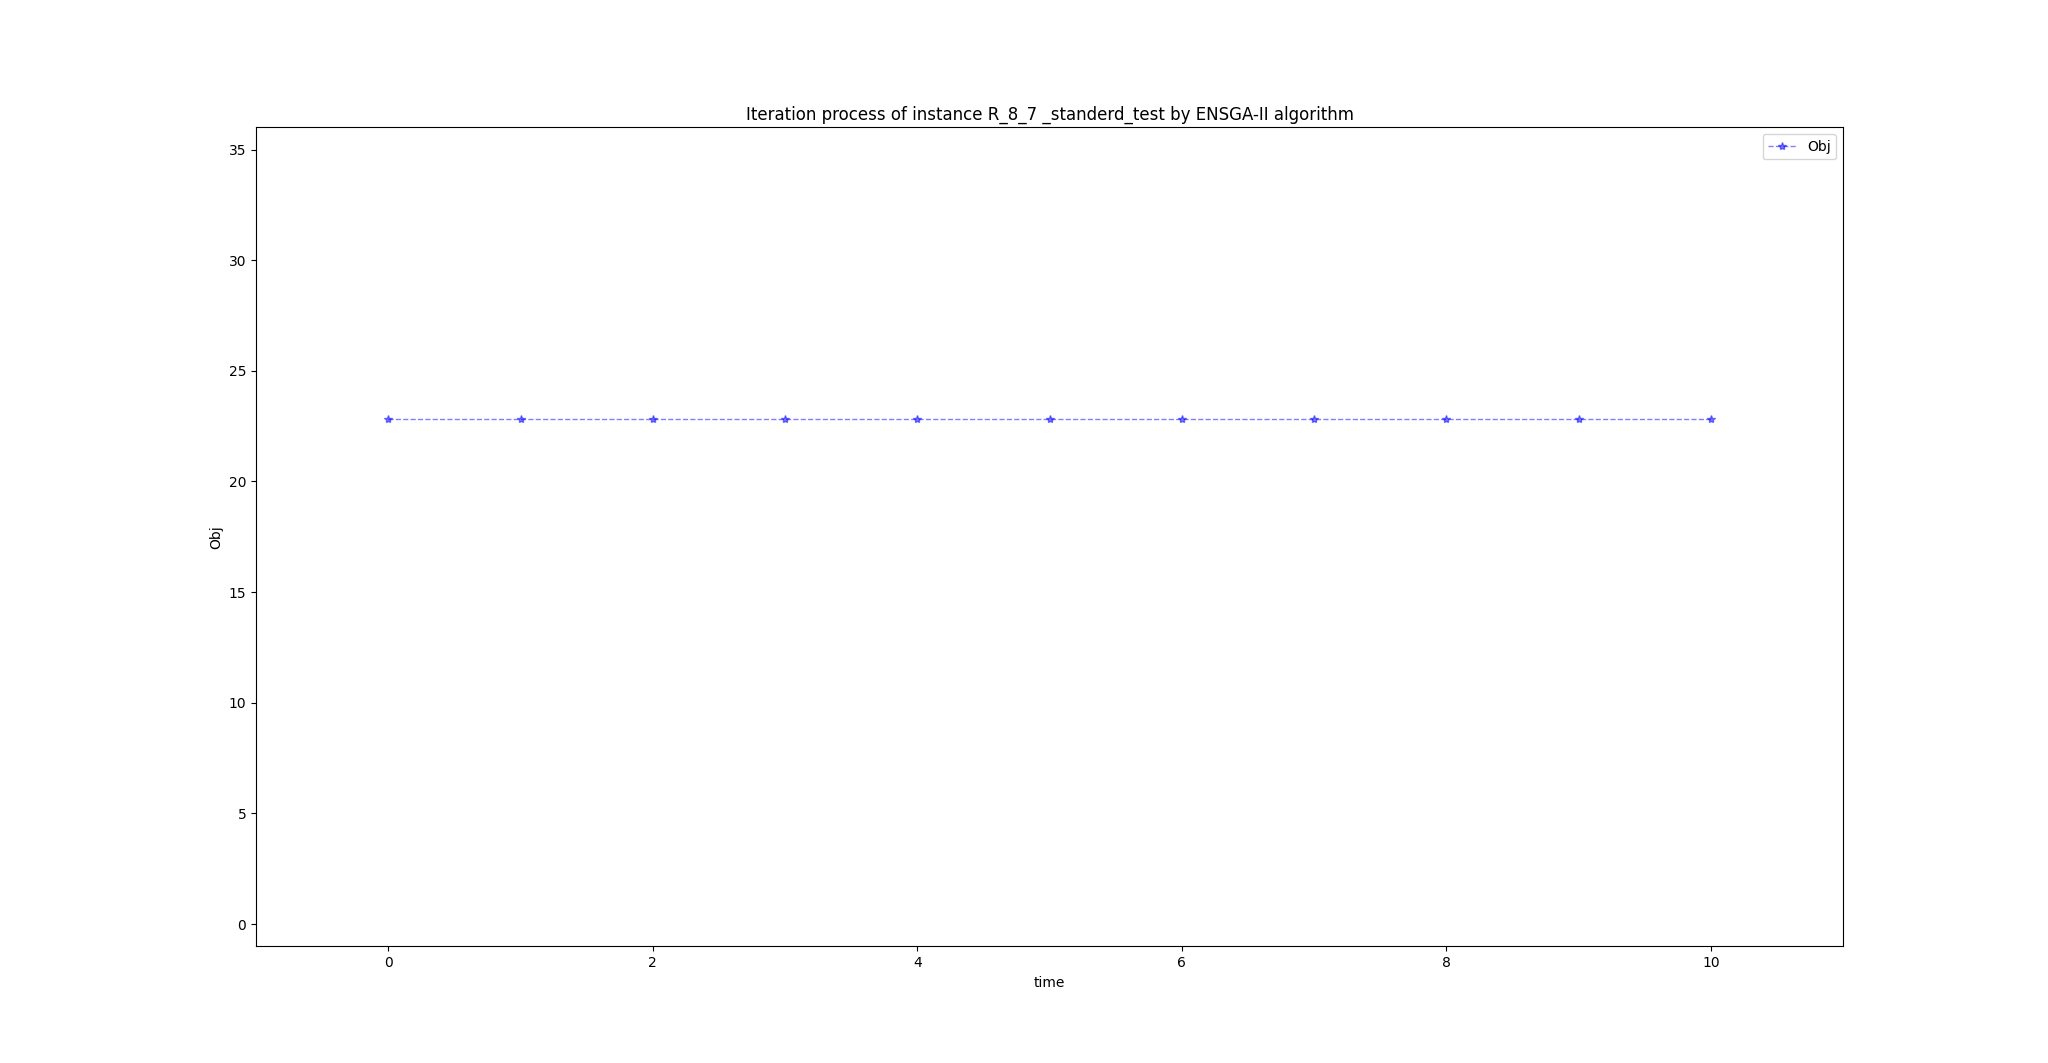 Iteration process of instance R_8_7 _standerd_test by ENSGA-II algorithm
Obj
35
30
25
20
15
10
5
0
Obj
0 2 4 6 8 10
time